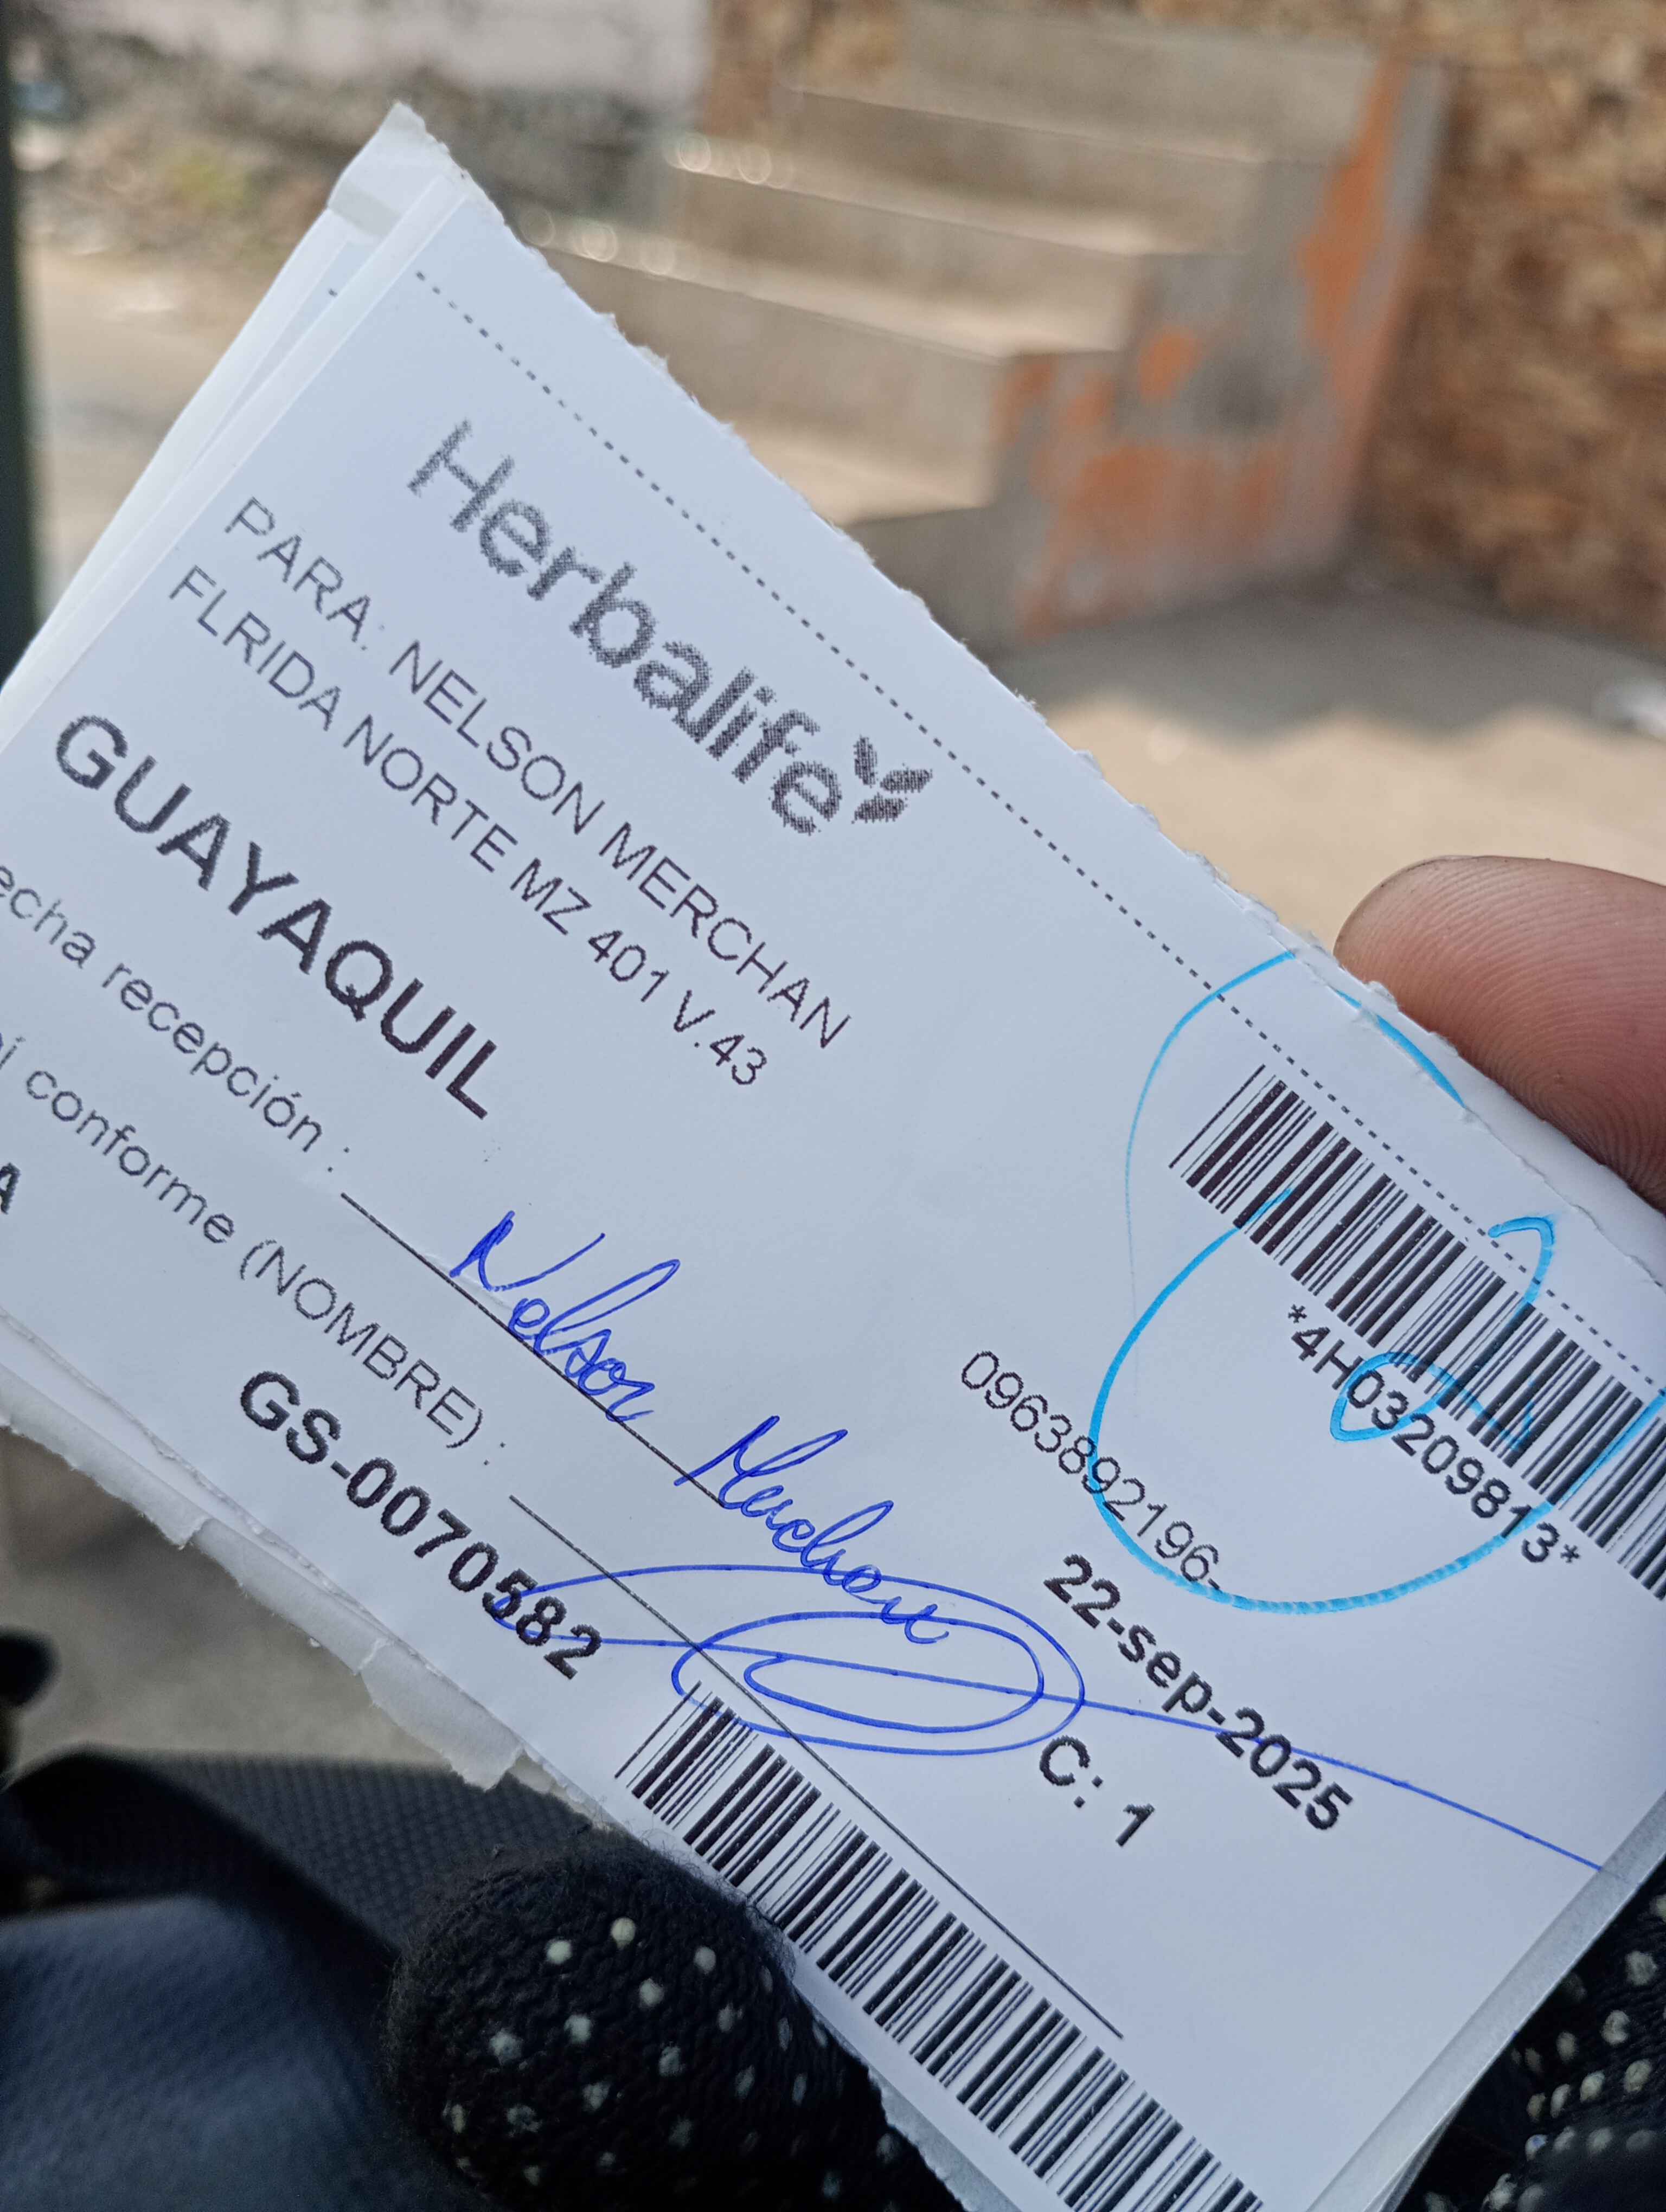 Herbalife
*4H03209813*
PARA: NELSON MERCHAN
FLRIDA NORTE MZ 401 V.43
0963892196-
GUAYAQUIL
22-sep-2025
echa recepción :
Nelson Merchan
C: 1
i conforme (NOMBRE) :
A
GS-0070582